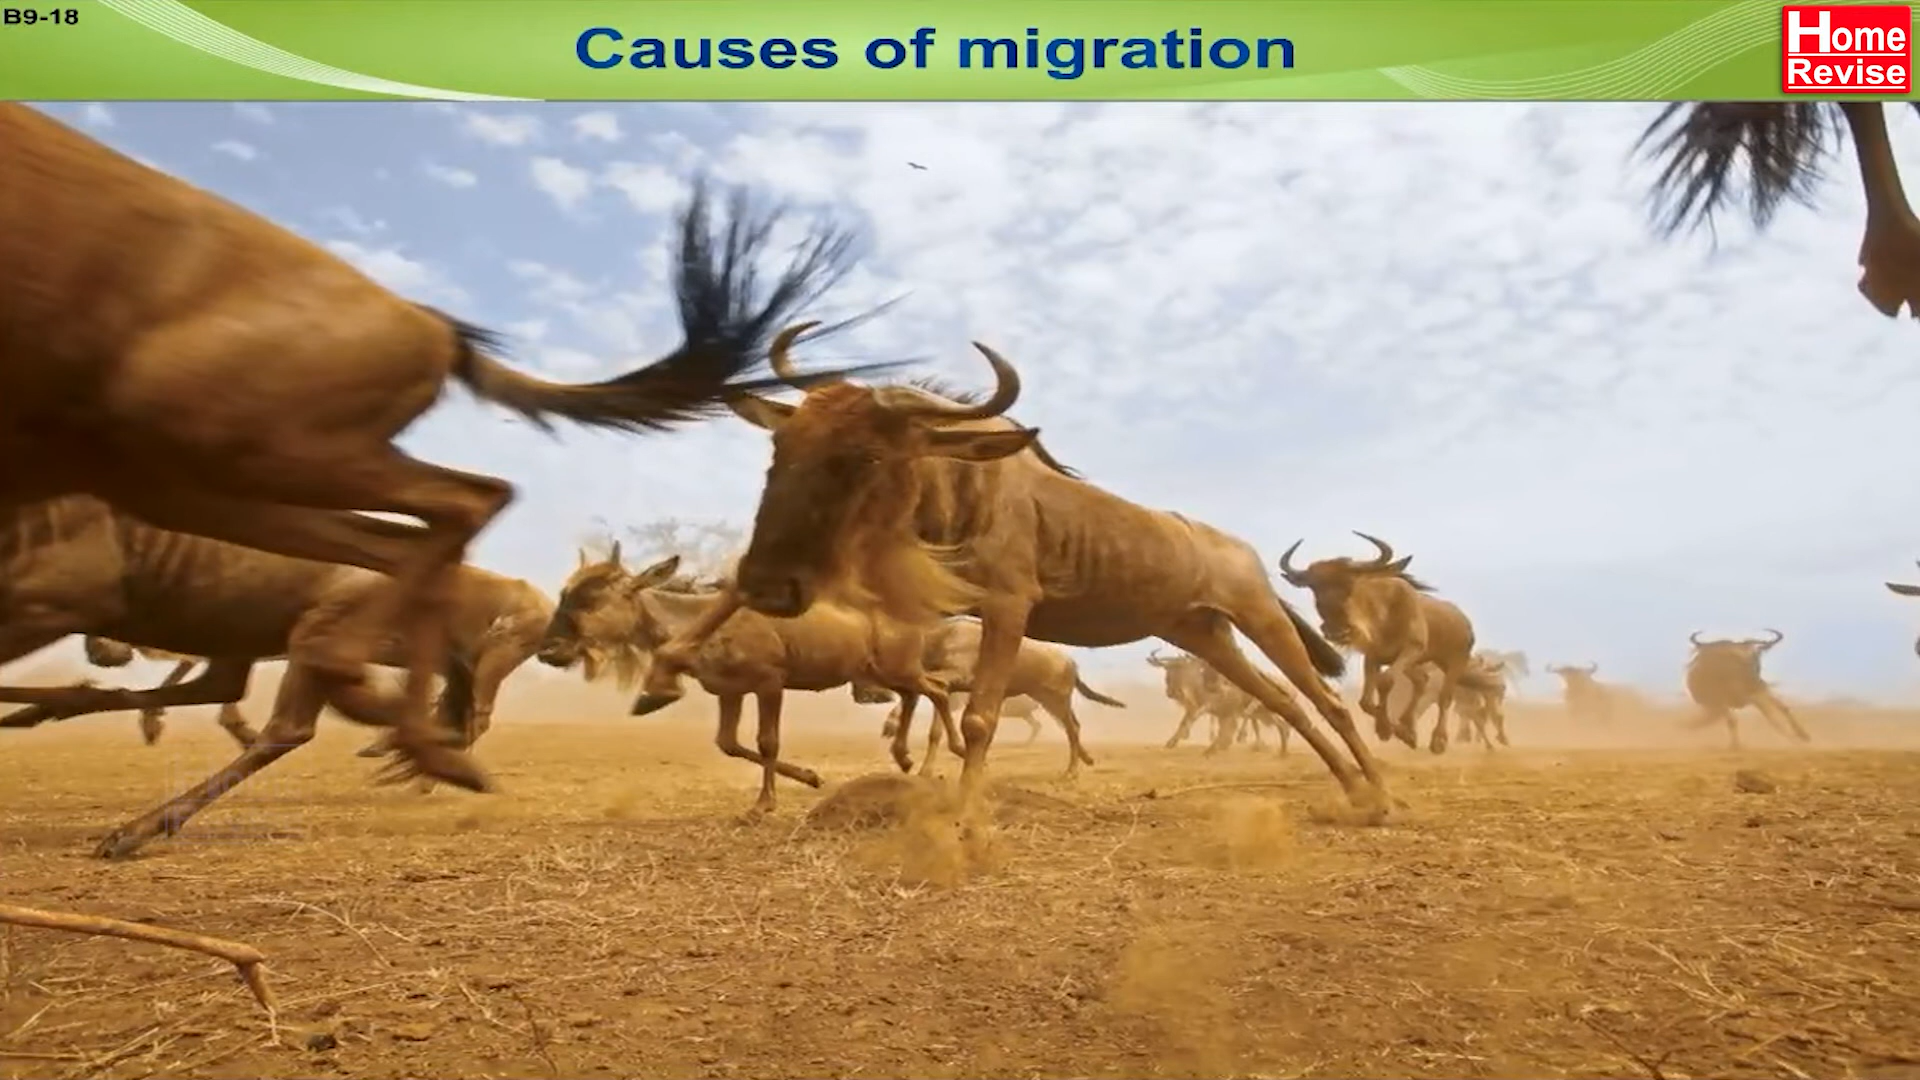 B9-18
Causes of migration
Home
Revise